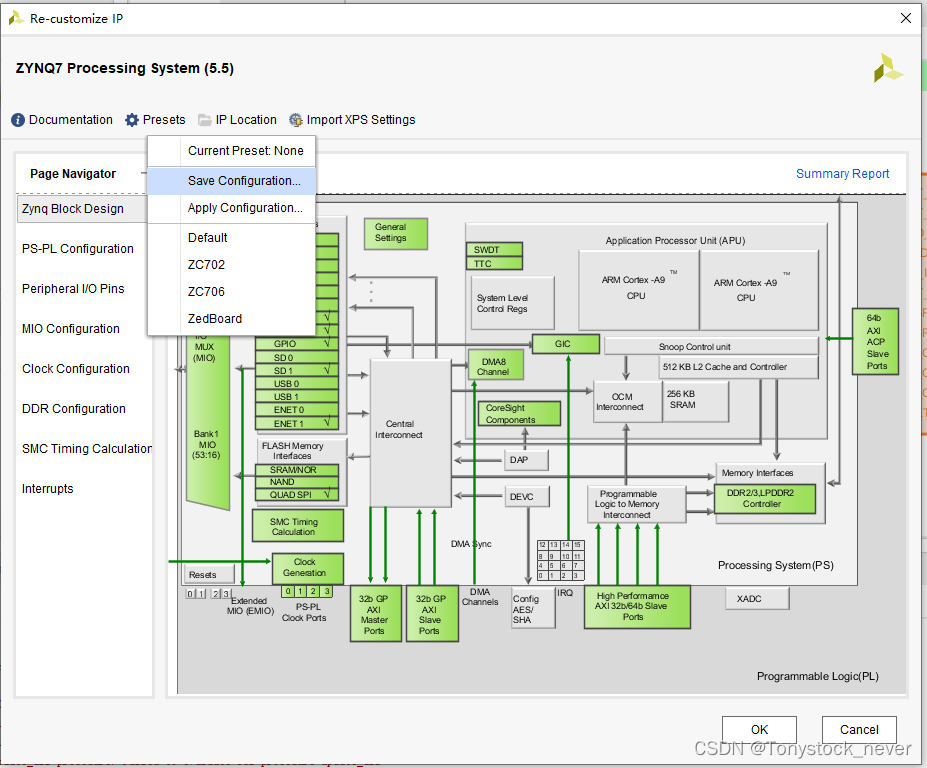 Re-customize IP
ZYNQ7 Processing System (5.5)
Documentation
Presets
IP Location
Import XPS Settings
Current Preset: None
Save Configuration...
Apply Configuration...
Default
ZC702
ZC706
ZedBoard
Page Navigator
Zynq Block Design
PS-PL Configuration
Peripheral I/O Pins
MIO Configuration
Clock Configuration
DDR Configuration
SMC Timing Calculation
Interrupts
Summary Report
General
Settings
SWDT
TTC
System Level
Control Regs
Application Processor Unit (APU)
ARM Cortex -A9
TM
CPU
ARM Cortex -A9
TM
CPU
64b
AXI
ACP
Slave
Ports
MUX
(MIO)
Bank1
MIO
(53:16)
√
GPIO √
SD 0
SD 1 √
USB 0
USB 1
ENET 0
ENET 1 √
FLASH Memory
Interfaces
SRAM/NOR
NAND
QUAD SPI √
SMC Timing
Calculation
Clock
Generation
Central
Interconnect
GIC
DMA8
Channel
CoreSight
Components
DAP
DEVC
Snoop Control unit
512 KB L2 Cache and Controller
OCM
Interconnect
256 KB
SRAM
Memory Interfaces
DDR2/3,LPDDR2
Controller
Programmable
Logic to Memory
Interconnect
DMA Sync
12 13 14 15
8 9 10 11
4 5 6 7
0 1 2 3
Processing System(PS)
Resets
0 1 2 3
Extended
MIO (EMIO)
0 1 2 3
PS-PL
Clock Ports
32b GP
AXI
Master
Ports
32b GP
AXI
Slave
Ports
DMA
Channels
Config
AES/
SHA
IRQ
High Performamce
AXI 32b/64b Slave
Ports
XADC
Programmable Logic(PL)
OK
Cancel
CSDN @Tonystock_never